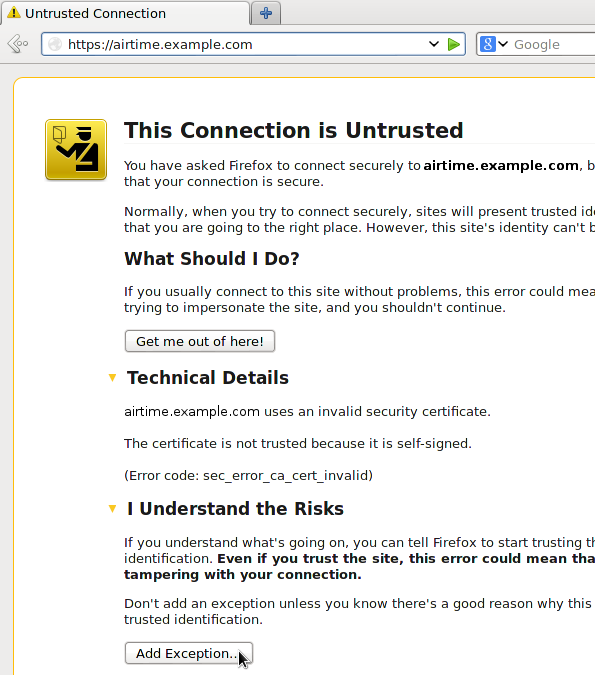 Untrusted Connection
https://airtime.example.com
Google
This Connection is Untrusted
You have asked Firefox to connect securely to airtime.example.com, b
that your connection is secure.
Normally, when you try to connect securely, sites will present trusted ide
that you are going to the right place. However, this site's identity can't b
What Should I Do?
If you usually connect to this site without problems, this error could mea
trying to impersonate the site, and you shouldn't continue.
Get me out of here!
Technical Details
airtime.example.com uses an invalid security certificate.
The certificate is not trusted because it is self-signed.
(Error code: sec_error_ca_cert_invalid)
I Understand the Risks
If you understand what's going on, you can tell Firefox to start trusting th
identification. Even if you trust the site, this error could mean tha
tampering with your connection.
Don't add an exception unless you know there's a good reason why this
trusted identification.
Add Exception...